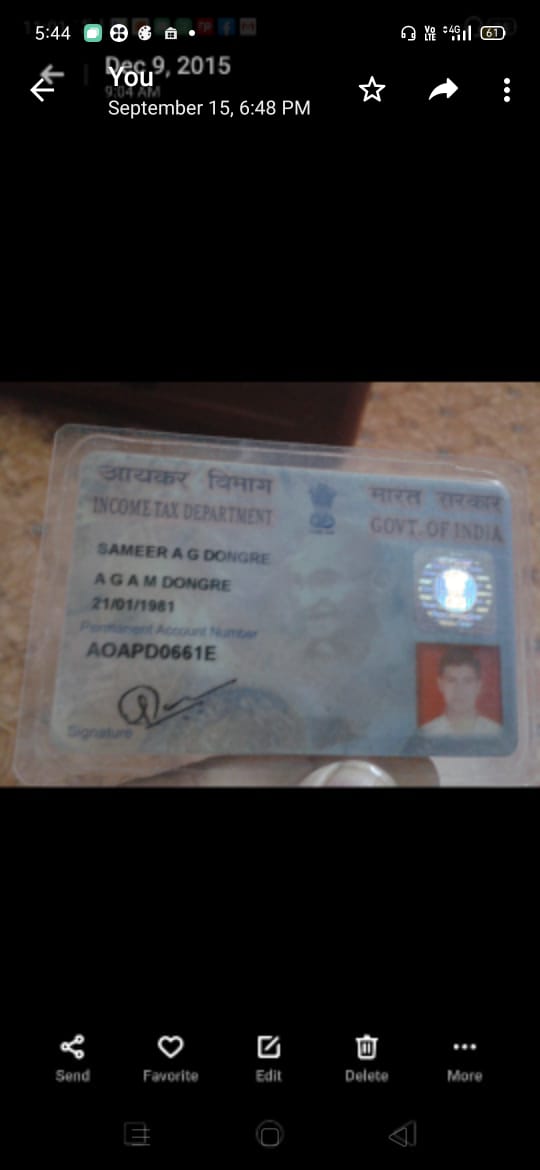 5:44
Vo
LTE
4G
61
Dec 9, 2015
9:04 AM
You
September 15, 6:48 PM
आयकर विभाग
INCOME TAX DEPARTMENT
भारत सरकार
GOVT. OF INDIA
SAMEER A G DONGRE
A G A M DONGRE
21/01/1981
Permanent Account Number
AOAPD0661E
Signature
Send
Favorite
Edit
Delete
More